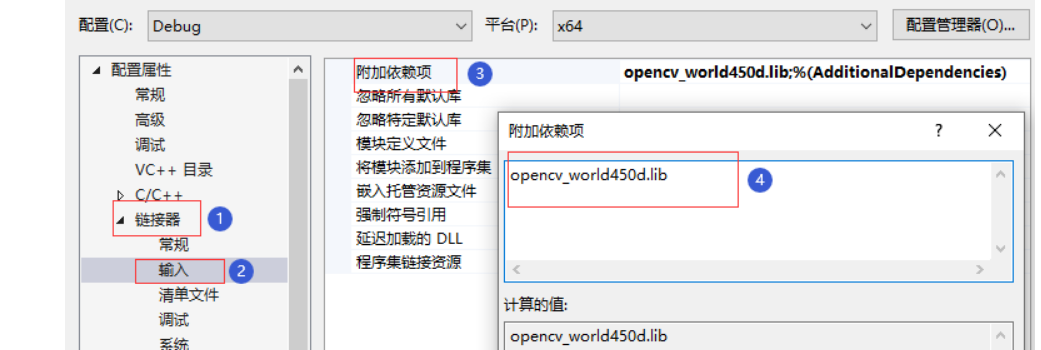 配置(C): Debug 平台(P): x64 配置管理器(O)...
配置属性
常规
高级
调试
VC++ 目录
C/C++
链接器 1
常规
输入 2
清单文件
调试
系统
附加依赖项 3 opencv_world450d.lib;%(AdditionalDependencies)
忽略所有默认库
忽略特定默认库
模块定义文件
将模块添加到程序集
嵌入托管资源文件
强制符号引用
延迟加载的 DLL
程序集链接资源
附加依赖项 ?
opencv_world450d.lib 4
计算的值:
opencv_world450d.lib